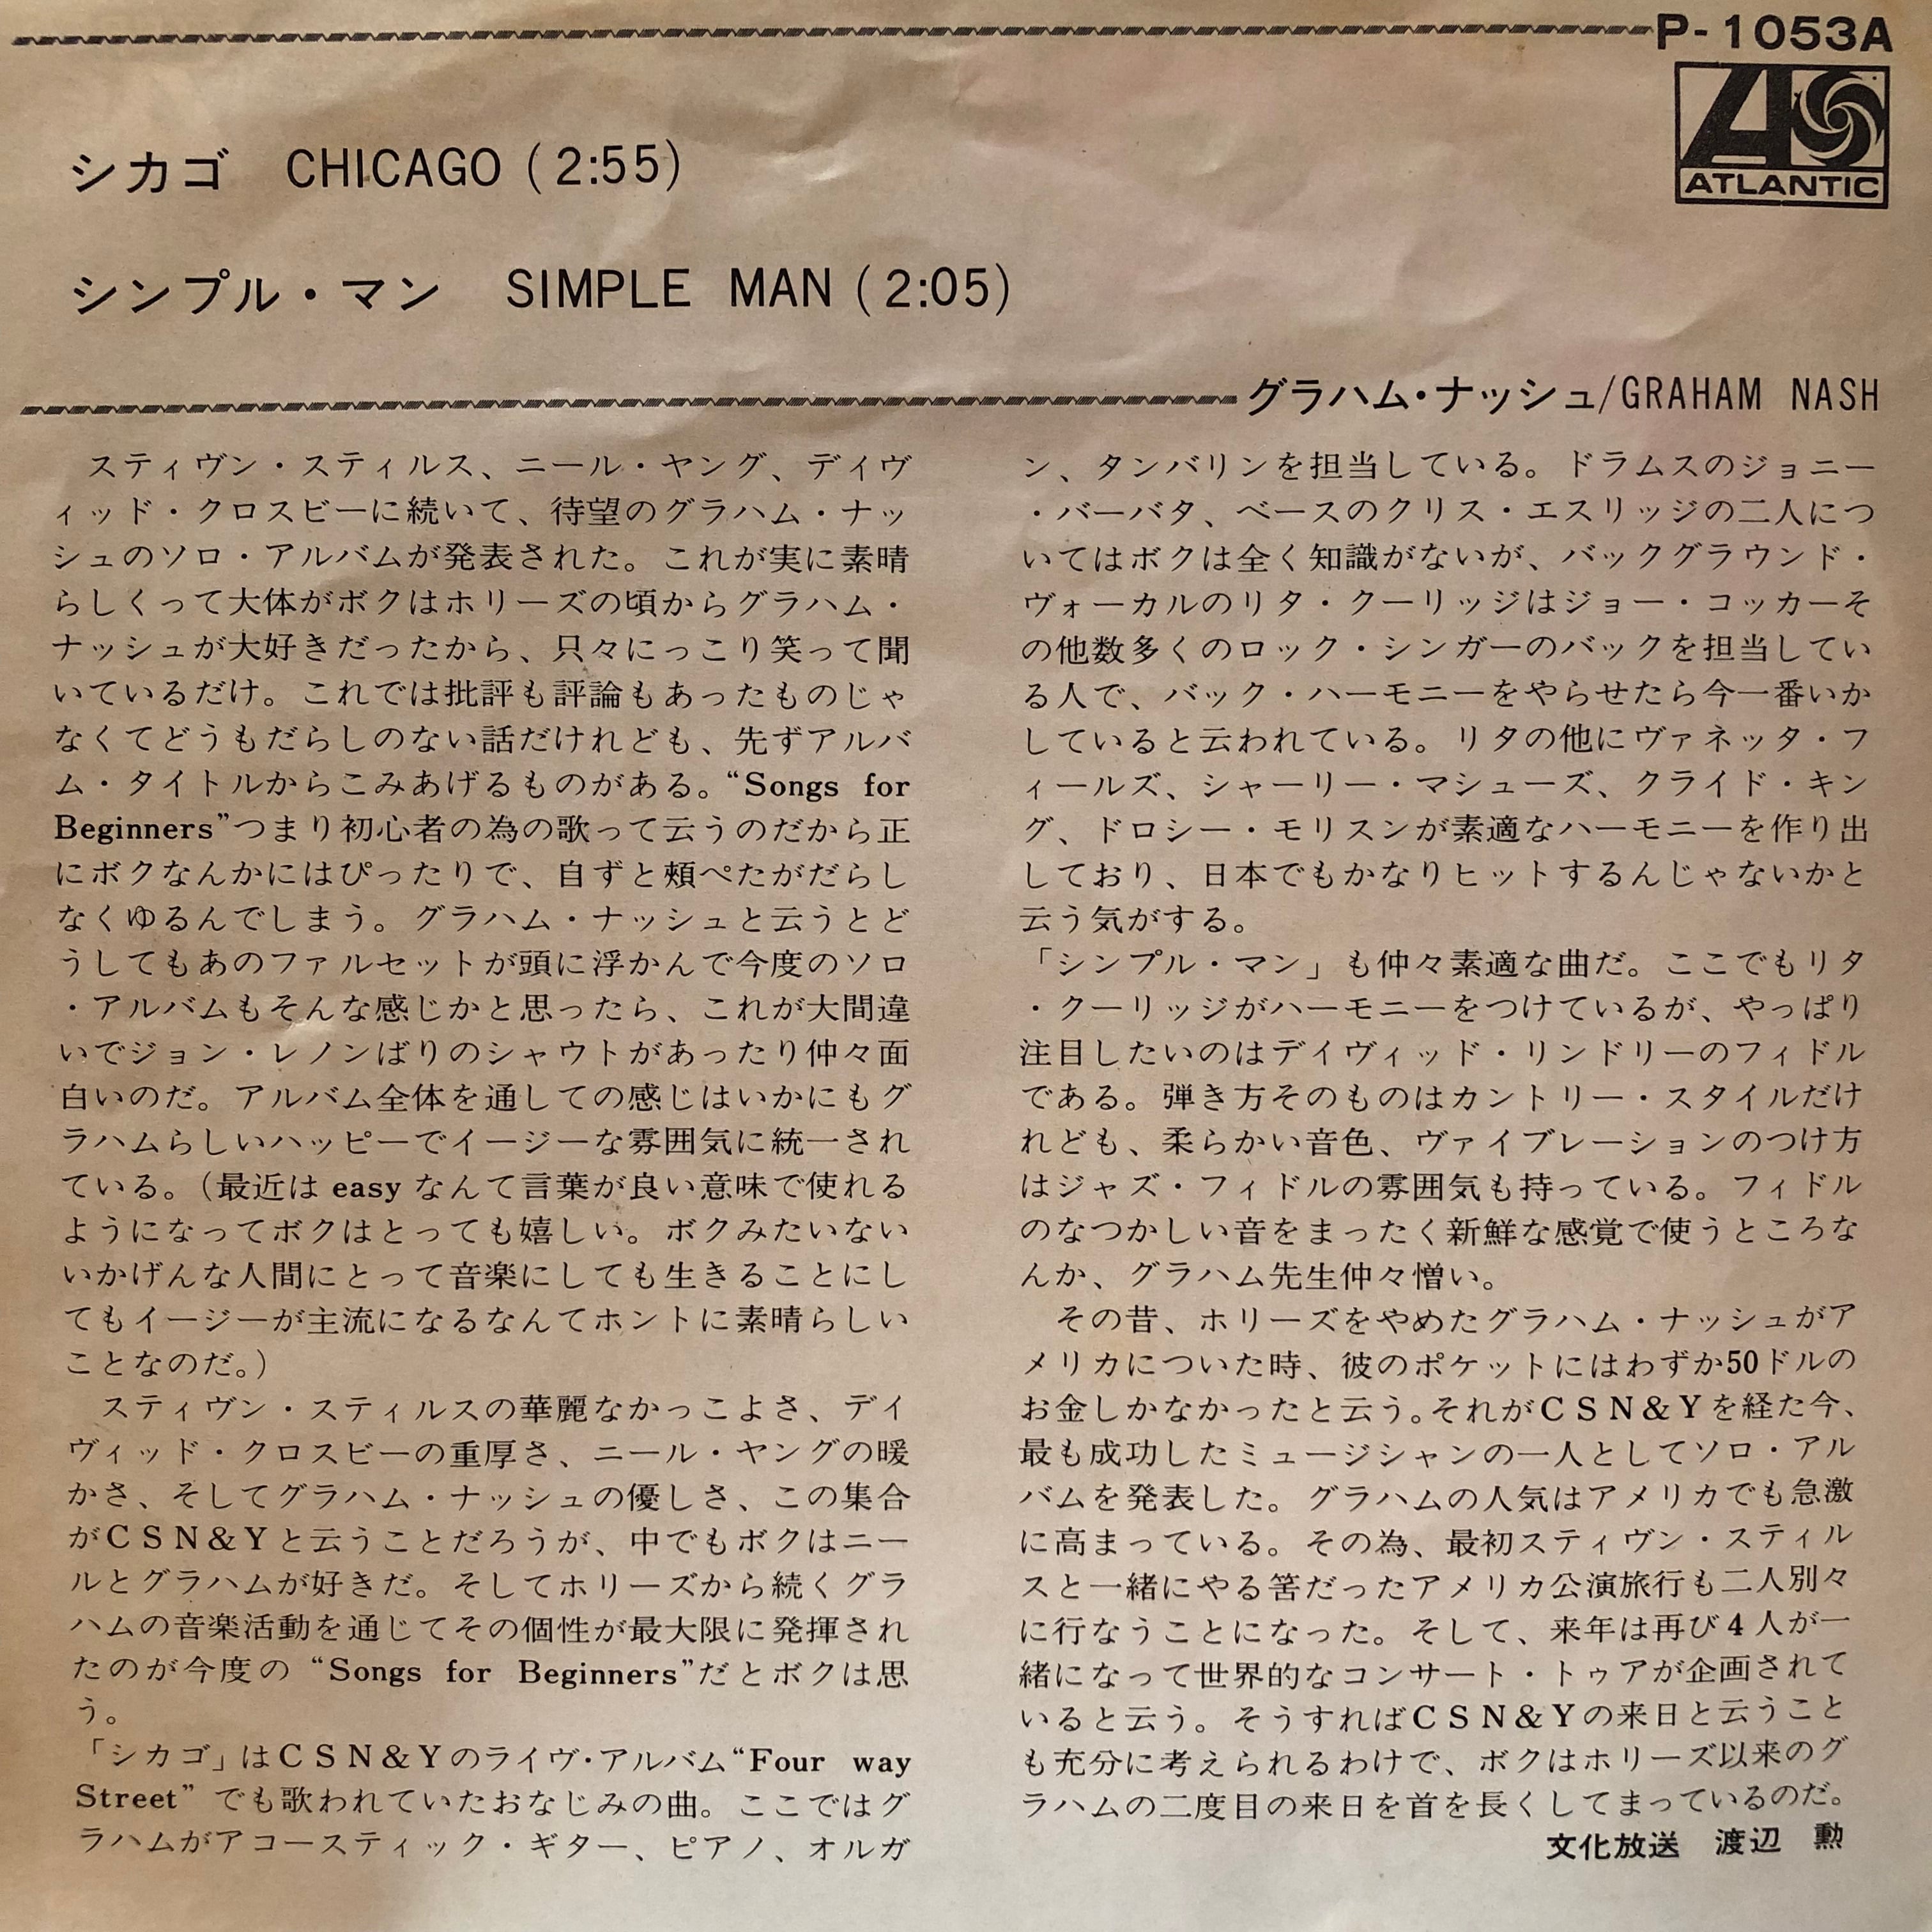 P-1053A
ATLANTIC
シカゴ　CHICAGO (2:55)
シンプル・マン　SIMPLE MAN (2:05)
グラハム・ナッシュ/GRAHAM NASH
　スティヴン・スティルス、ニール・ヤング、デイヴ
ィッド・クロスビーに続いて、待望のグラハム・ナッ
シュのソロ・アルバムが発表された。これが実に素晴
らしくって大体がボクはホリーズの頃からグラハム・
ナッシュが大好きだったから、只々にっこり笑って聞
いているだけ。これでは批評も評論もあったものじゃ
なくてどうもだらしのない話だけれども、先ずアルバ
ム・タイトルからこみあげるものがある。“Songs for
Beginners”つまり初心者の為の歌って云うのだから正
にボクなんかにはぴったりで、自ずと頰ぺたがだらし
なくゆるんでしまう。グラハム・ナッシュと云うとど
うしてもあのファルセットが頭に浮かんで今度のソロ
・アルバムもそんな感じかと思ったら、これが大間違
いでジョン・レノンばりのシャウトがあったり仲々面
白いのだ。アルバム全体を通しての感じはいかにもグ
ラハムらしいハッピーでイージーな雰囲気に統一され
ている。（最近は easy なんて言葉が良い意味で使れる
ようになってボクはとっても嬉しい。ボクみたいない
いかげんな人間にとって音楽にしても生きることにし
てもイージーが主流になるなんてホントに素晴らしい
ことなのだ。）
　スティヴン・スティルスの華麗なかっこよさ、デイ
ヴィッド・クロスビーの重厚さ、ニール・ヤングの暖
かさ、そしてグラハム・ナッシュの優しさ、この集合
がCSN&Yと云うことだろうが、中でもボクはニー
ルとグラハムが好きだ。そしてホリーズから続くグラ
ハムの音楽活動を通じてその個性が最大限に発揮され
たのが今度の “Songs for Beginners”だとボクは思
う。
「シカゴ」はCSN&Yのライヴ・アルバム“Four way
Street” でも歌われていたおなじみの曲。ここではグ
ラハムがアコースティック・ギター、ピアノ、オルガ
ン、タンバリンを担当している。ドラムスのジョニー
・バーバタ、ベースのクリス・エスリッジの二人につ
いてはボクは全く知識がないが、バックグラウンド・
ヴォーカルのリタ・クーリッジはジョー・コッカーそ
の他数多くのロック・シンガーのバックを担当してい
る人で、バック・ハーモニーをやらせたら今一番いか
していると云われている。リタの他にヴァネッタ・フ
ィールズ、シャーリー・マシューズ、クライド・キン
グ、ドロシー・モリスンが素適なハーモニーを作り出
しており、日本でもかなりヒットするんじゃないかと
云う気がする。
「シンプル・マン」も仲々素適な曲だ。ここでもリタ
・クーリッジがハーモニーをつけているが、やっぱり
注目したいのはデイヴィッド・リンドリーのフィドル
である。弾き方そのものはカントリー・スタイルだけ
れども、柔らかい音色、ヴァイブレーションのつけ方
はジャズ・フィドルの雰囲気も持っている。フィドル
のなつかしい音をまったく新鮮な感覚で使うところな
んか、グラハム先生仲々憎い。
　その昔、ホリーズをやめたグラハム・ナッシュがア
メリカについた時、彼のポケットにはわずか50ドルの
お金しかなかったと云う。それがCSN&Yを経た今、
最も成功したミュージシャンの一人としてソロ・アル
バムを発表した。グラハムの人気はアメリカでも急激
に高まっている。その為、最初スティヴン・スティル
スと一緒にやる筈だったアメリカ公演旅行も二人別々
に行なうことになった。そして、来年は再び4人が一
緒になって世界的なコンサート・トゥアが企画されて
いると云う。そうすればCSN&Yの来日と云うこと
も充分に考えられるわけで、ボクはホリーズ以来のグ
ラハムの二度目の来日を首を長くしてまっているのだ。
文化放送　渡辺　勲